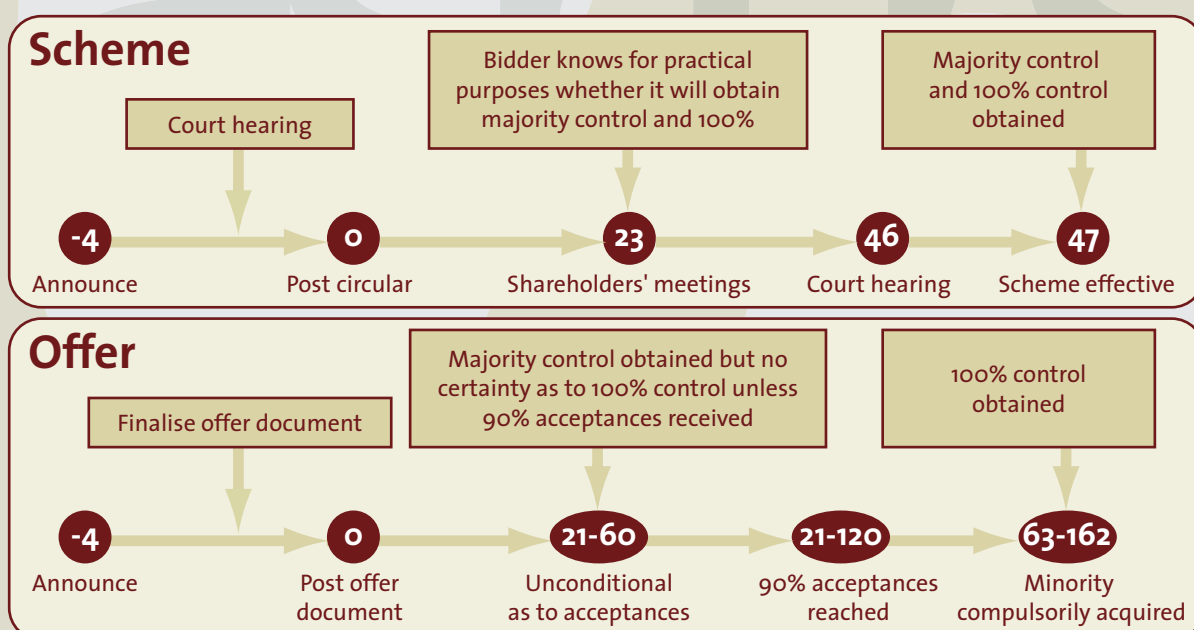 Scheme
Court hearing
Bidder knows for practical
purposes whether it will obtain
majority control and 100%
Majority control
and 100% control
obtained
-4
0
23
46
47
Announce
Post circular
Shareholders' meetings
Court hearing
Scheme effective
Offer
Finalise offer document
Majority control obtained but no
certainty as to 100% control unless
90% acceptances received
100% control
obtained
-4
0
21-60
21-120
63-162
Announce
Post offer
document
Unconditional
as to acceptances
90% acceptances
reached
Minority
compulsorily acquired